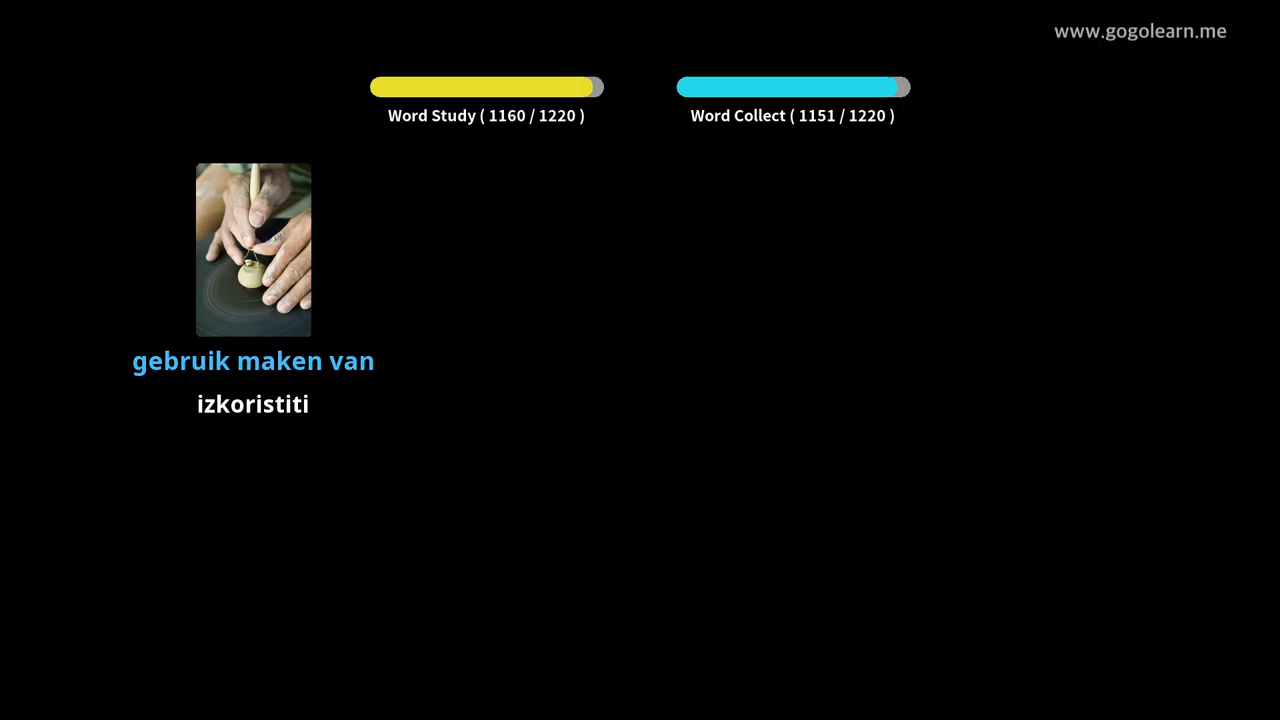 www.gogolearn.me
Word Study ( 1160 / 1220 )
Word Collect ( 1151 / 1220 )
gebruik maken van
izkoristiti